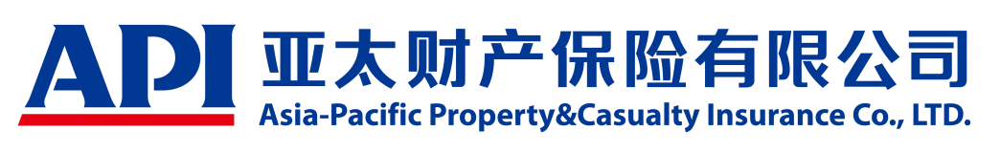 API
亚太财产保险有限公司
Asia-Pacific Property&Casualty Insurance Co., LTD.